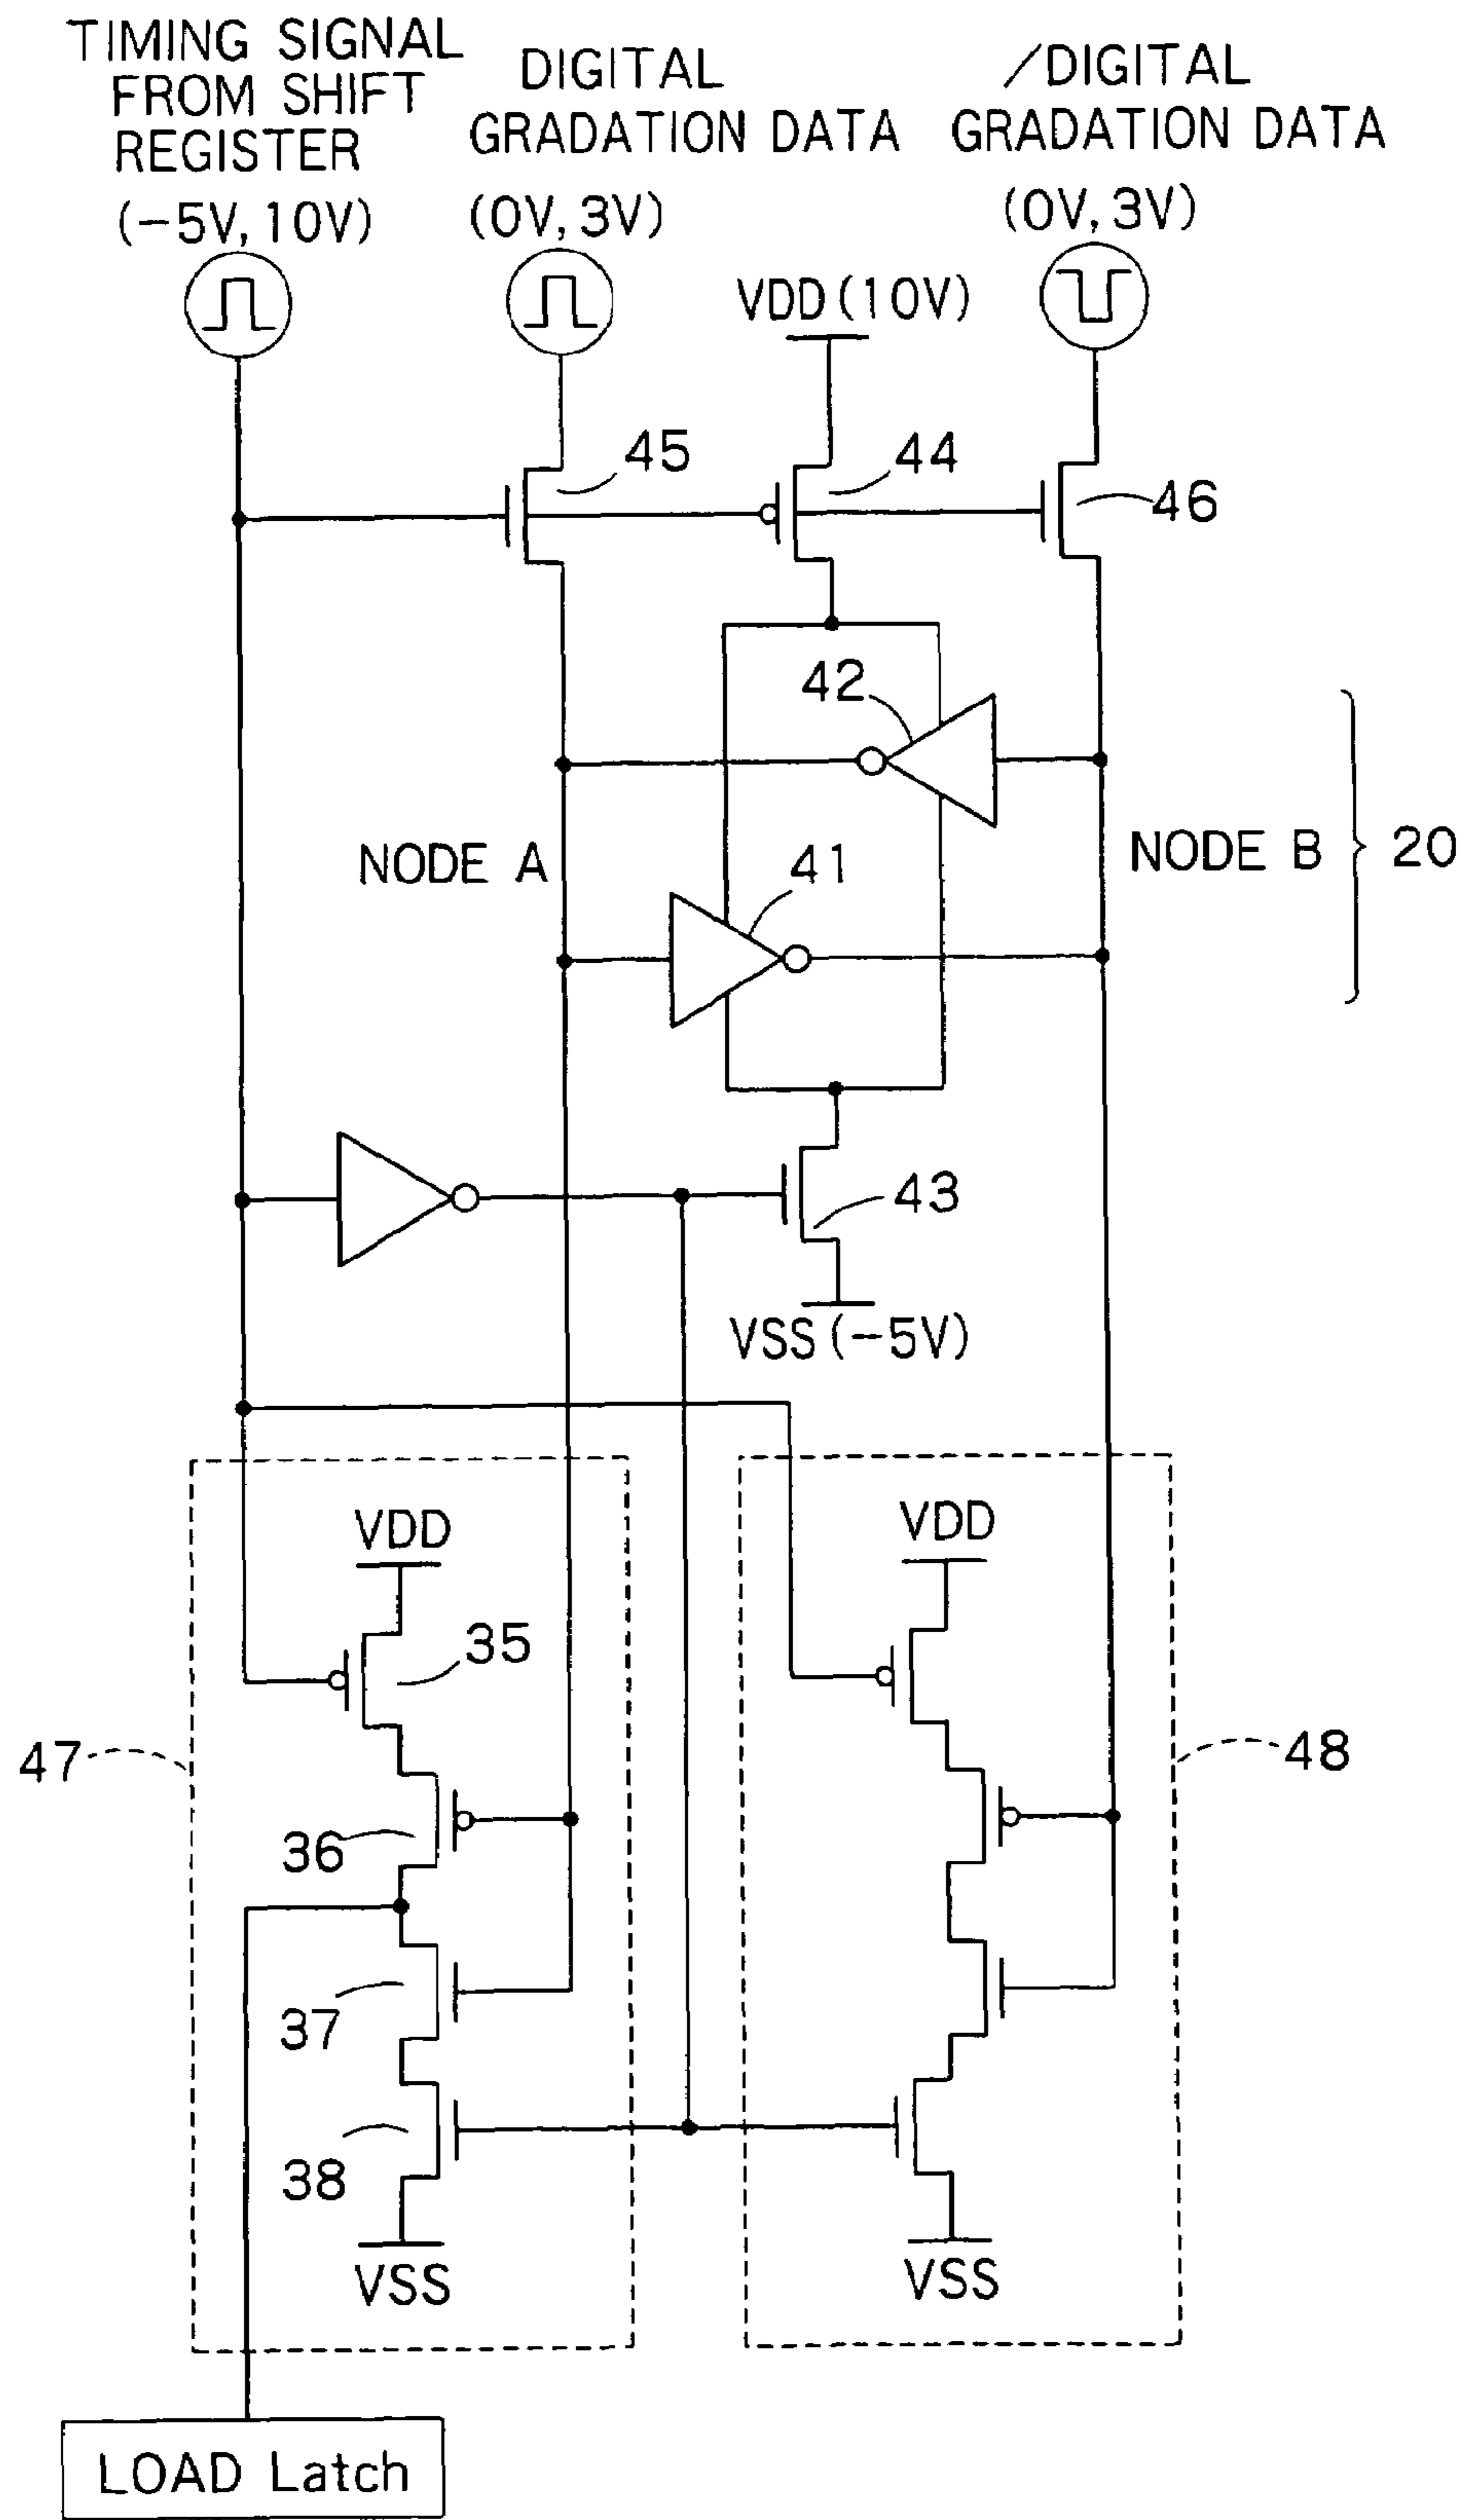 TIMING SIGNAL
FROM SHIFT
REGISTER
(-5V, 10V)
DIGITAL
GRADATION DATA
(0V, 3V)
/DIGITAL
GRADATION DATA
(0V, 3V)
VDD (10V)
45
44
46
42
NODE A
41
NODE B
20
43
VSS (-5V)
VDD
VDD
35
47
48
36
37
38
VSS
VSS
LOAD Latch